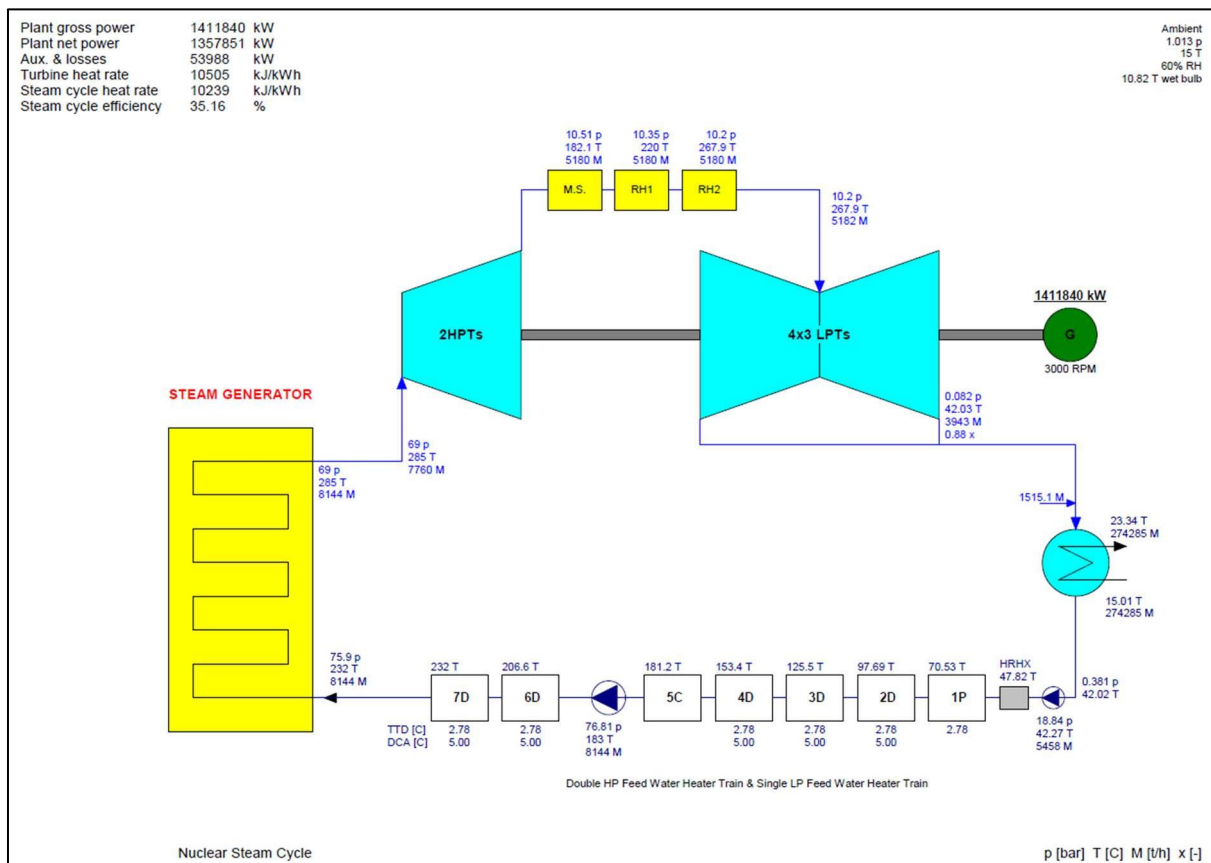 Plant gross power 1411840 kW
Plant net power 1357851 kW
Aux. & losses 53988 kW
Turbine heat rate 10505 kJ/kWh
Steam cycle heat rate 10239 kJ/kWh
Steam cycle efficiency 35.16 %
Ambient
1.013 p
15 T
60% RH
10.82 T wet bulb
10.51 p
182.1 T
5180 M
10.35 p
220 T
5180 M
10.2 p
267.9 T
5180 M
M.S.
RH1
RH2
10.2 p
267.9 T
5182 M
2HPTs
4x3 LPTs
1411840 kW
G
3000 RPM
STEAM GENERATOR
69 p
285 T
8144 M
69 p
285 T
7760 M
0.082 p
42.03 T
3943 M
0.88 x
1515.1 M
23.34 T
274285 M
15.01 T
274285 M
75.9 p
232 T
8144 M
232 T
7D
206.6 T
6D
76.81 p
183 T
8144 M
181.2 T
5C
153.4 T
4D
125.5 T
3D
97.69 T
2D
70.53 T
1P
HRHX
47.82 T
0.381 p
42.02 T
18.84 p
42.27 T
5458 M
TTD [C] 2.78 2.78 2.78 2.78 2.78 2.78
DCA [C] 5.00 5.00 5.00 5.00 5.00
Double HP Feed Water Heater Train & Single LP Feed Water Heater Train
Nuclear Steam Cycle
p [bar] T [C] M [t/h] x [-]